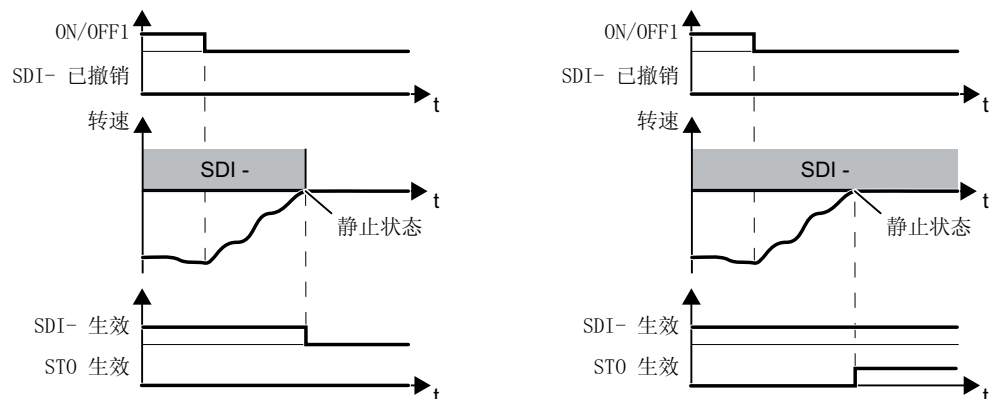 ON/OFF1
SDI- 已撤销
t
转速
SDI -
t
静止状态
SDI- 生效
STO 生效
t
ON/OFF1
SDI- 已撤销
t
转速
SDI -
t
静止状态
SDI- 生效
STO 生效
t